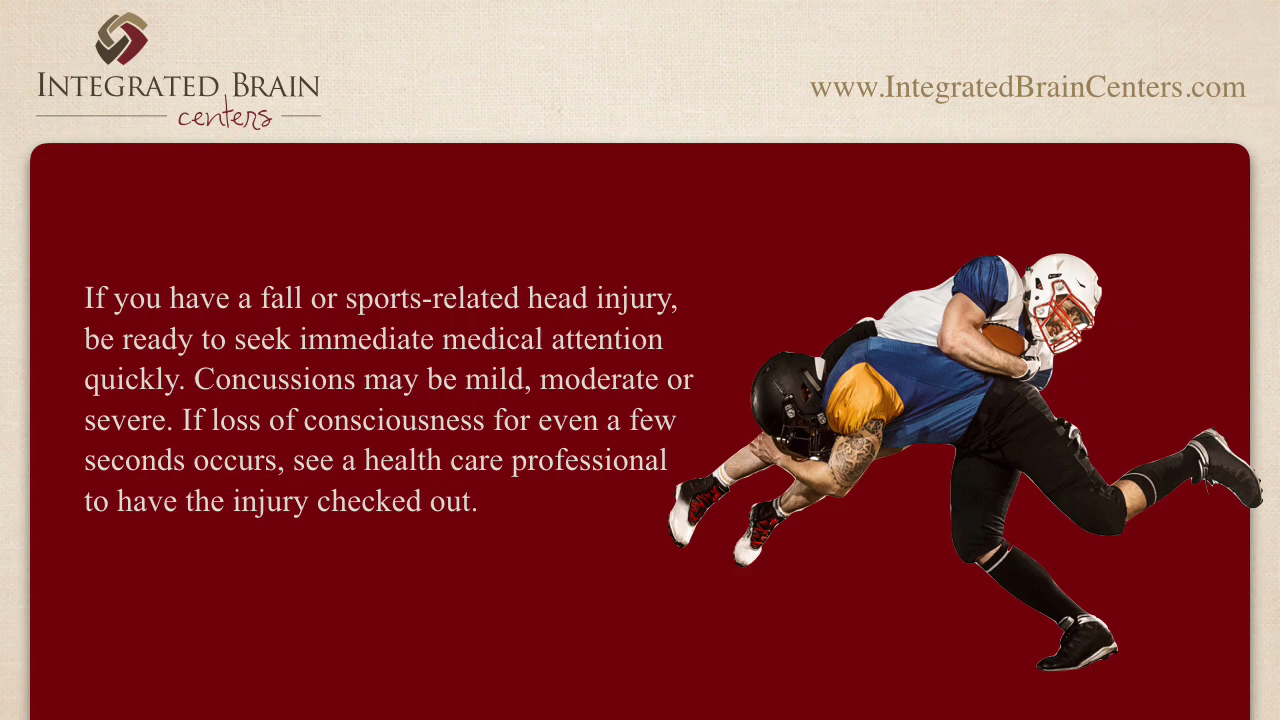 INTEGRATED BRAIN
centers
www.IntegratedBrainCenters.com
If you have a fall or sports-related head injury,
be ready to seek immediate medical attention
quickly. Concussions may be mild, moderate or
severe. If loss of consciousness for even a few
seconds occurs, see a health care professional
to have the injury checked out.